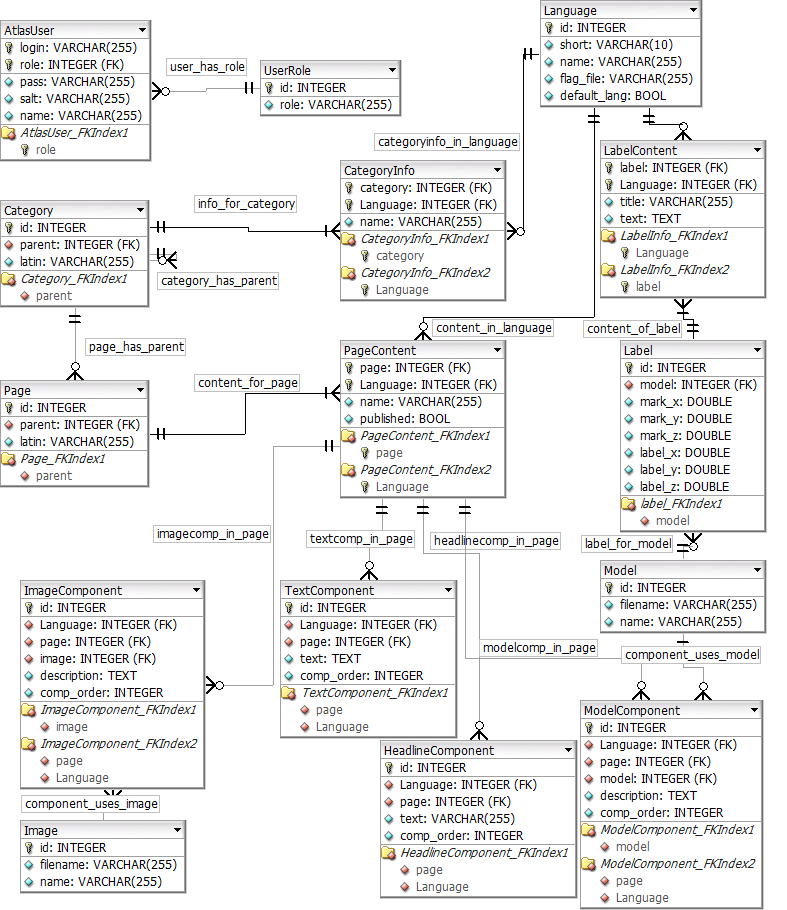 AtlasUser
login: VARCHAR(255)
role: INTEGER (FK)
pass: VARCHAR(255)
salt: VARCHAR(255)
name: VARCHAR(255)
AtlasUser_FKIndex1
role
user_has_role
UserRole
id: INTEGER
role: VARCHAR(255)
Language
id: INTEGER
short: VARCHAR(10)
name: VARCHAR(255)
flag_file: VARCHAR(255)
default_lang: BOOL
categoryinfo_in_language
LabelContent
label: INTEGER (FK)
Language: INTEGER (FK)
title: VARCHAR(255)
text: TEXT
LabelInfo_FKIndex1
Language
LabelInfo_FKIndex2
label
CategoryInfo
category: INTEGER (FK)
Language: INTEGER (FK)
name: VARCHAR(255)
CategoryInfo_FKIndex1
category
CategoryInfo_FKIndex2
Language
info_for_category
Category
id: INTEGER
parent: INTEGER (FK)
latin: VARCHAR(255)
Category_FKIndex1
parent
category_has_parent
page_has_parent
content_in_language
content_of_label
Page
id: INTEGER
parent: INTEGER (FK)
latin: VARCHAR(255)
Page_FKIndex1
parent
content_for_page
PageContent
page: INTEGER (FK)
Language: INTEGER (FK)
name: VARCHAR(255)
published: BOOL
PageContent_FKIndex1
page
PageContent_FKIndex2
Language
Label
id: INTEGER
model: INTEGER (FK)
mark_x: DOUBLE
mark_y: DOUBLE
mark_z: DOUBLE
label_x: DOUBLE
label_y: DOUBLE
label_z: DOUBLE
label_FKIndex1
model
imagecomp_in_page
textcomp_in_page
headlinecomp_in_page
label_for_model
Model
id: INTEGER
filename: VARCHAR(255)
name: VARCHAR(255)
ImageComponent
id: INTEGER
Language: INTEGER (FK)
page: INTEGER (FK)
image: INTEGER (FK)
description: TEXT
comp_order: INTEGER
ImageComponent_FKIndex1
image
ImageComponent_FKIndex2
page
Language
TextComponent
id: INTEGER
Language: INTEGER (FK)
page: INTEGER (FK)
text: TEXT
comp_order: INTEGER
TextComponent_FKIndex1
page
Language
modelcomp_in_page
component_uses_model
HeadlineComponent
id: INTEGER
Language: INTEGER (FK)
page: INTEGER (FK)
text: VARCHAR(255)
comp_order: INTEGER
HeadlineComponent_FKIndex1
page
Language
ModelComponent
id: INTEGER
Language: INTEGER (FK)
page: INTEGER (FK)
model: INTEGER (FK)
description: TEXT
comp_order: INTEGER
ModelComponent_FKIndex1
model
ModelComponent_FKIndex2
page
Language
component_uses_image
Image
id: INTEGER
filename: VARCHAR(255)
name: VARCHAR(255)